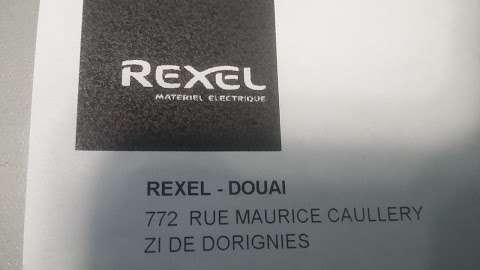 REXEL
MATERIEL ELECTRIQUE
REXEL - DOUAI
772 RUE MAURICE CAULLERY
ZI DE DORIGNIES